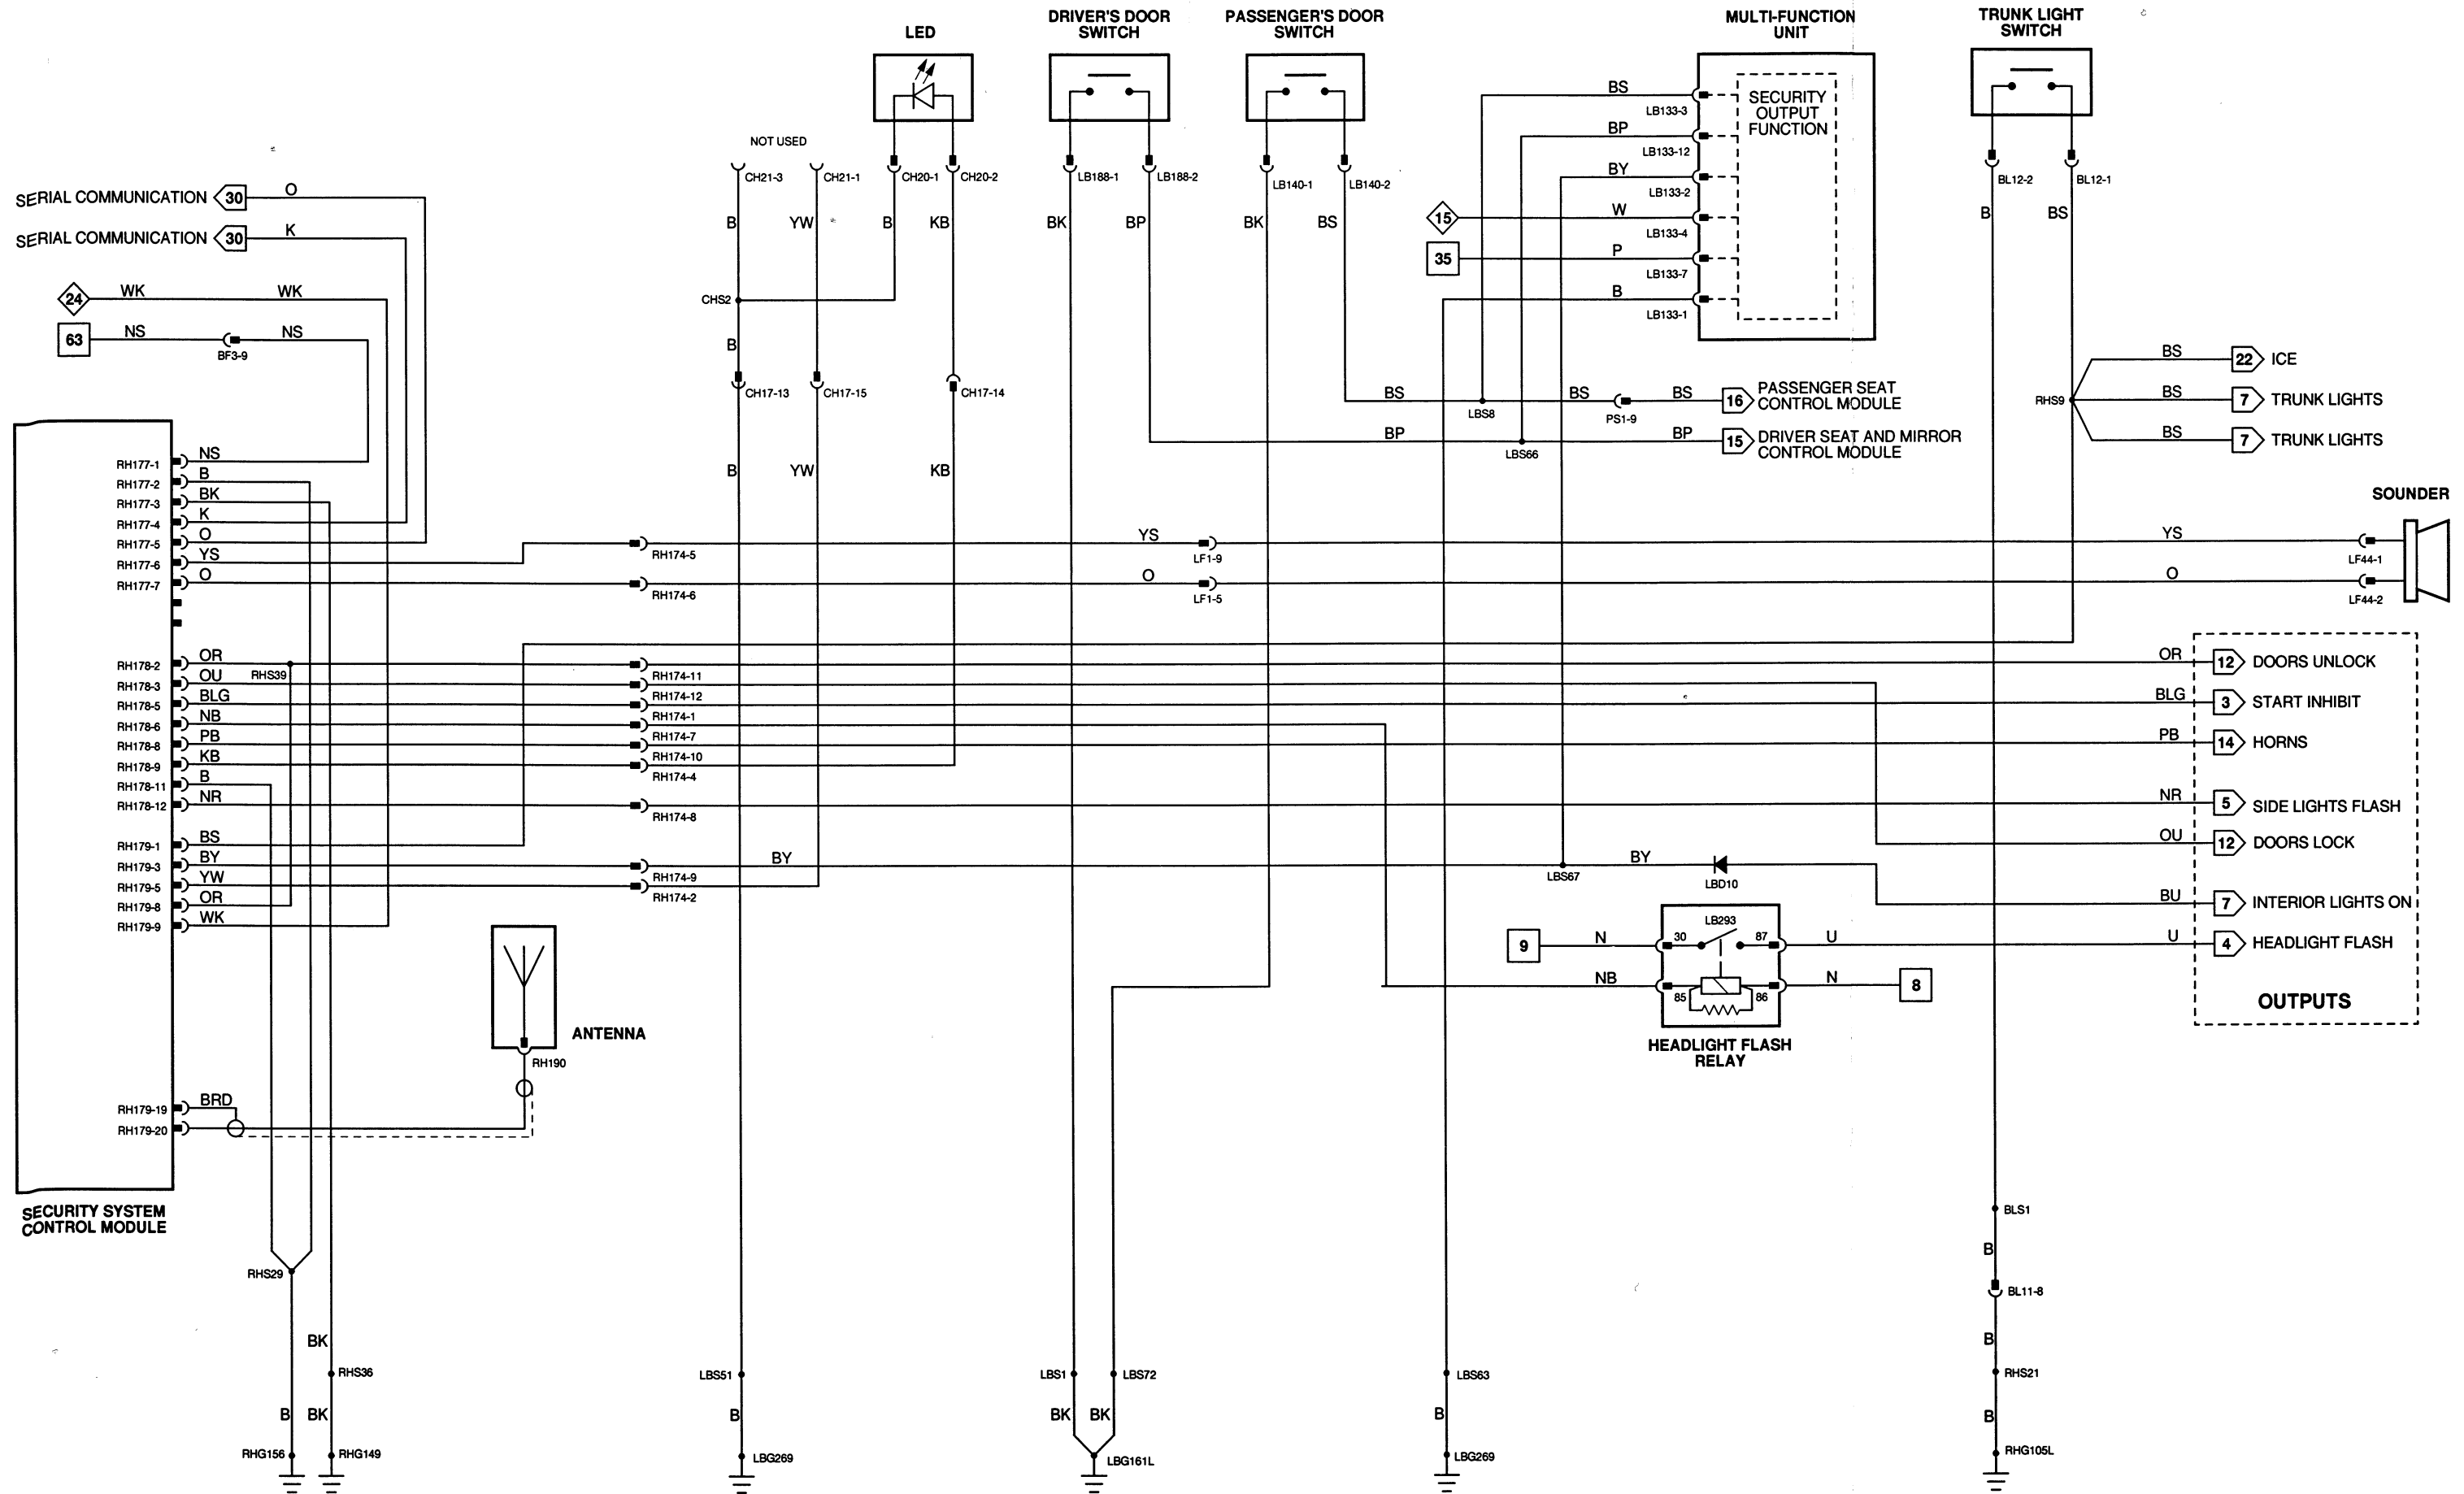 LED
DRIVER'S DOOR
SWITCH
PASSENGER'S DOOR
SWITCH
MULTI-FUNCTION
UNIT
TRUNK LIGHT
SWITCH
NOT USED
CH21-3
CH21-1
CH20-1
CH20-2
LB188-1
LB188-2
LB140-1
LB140-2
BS
LB133-3
BP
LB133-12
BY
LB133-2
15
W
LB133-4
35
P
LB133-7
B
LB133-1
SECURITY
OUTPUT
FUNCTION
BL12-2
BL12-1
B
BS
SERIAL COMMUNICATION
30
O
SERIAL COMMUNICATION
30
K
24
WK
WK
63
NS
BF3-9
NS
B
YW
B
KB
BK
BP
BK
BS
CHS2
B
CH17-13
CH17-15
CH17-14
B
YW
KB
BS
LBS8
BS
PS1-9
BS
16
PASSENGER SEAT
CONTROL MODULE
BP
LBS66
BP
15
DRIVER SEAT AND MIRROR
CONTROL MODULE
RHS9
BS
22
ICE
BS
7
TRUNK LIGHTS
BS
7
TRUNK LIGHTS
SOUNDER
RH177-1
NS
RH177-2
B
RH177-3
BK
RH177-4
K
RH177-5
O
RH177-6
YS
RH177-7
O
RH174-5
YS
LF1-9
YS
LF44-1
RH174-6
O
LF1-5
O
LF44-2
RH178-2
OR
RHS39
RH178-3
OU
RH178-5
BLG
RH178-6
NB
RH178-8
PB
RH178-9
KB
RH178-11
B
RH178-12
NR
RH174-11
RH174-12
RH174-1
RH174-7
RH174-10
RH174-4
RH174-8
OR
12
DOORS UNLOCK
BLG
3
START INHIBIT
PB
14
HORNS
NR
5
SIDE LIGHTS FLASH
OU
12
DOORS LOCK
BU
7
INTERIOR LIGHTS ON
U
4
HEADLIGHT FLASH
OUTPUTS
RH179-1
BS
RH179-3
BY
RH179-5
YW
RH179-8
OR
RH179-9
WK
RH174-9
RH174-2
BY
LBS67
BY
LBD10
9
N
LB293
30
87
U
NB
85
86
N
8
HEADLIGHT FLASH
RELAY
ANTENNA
RH190
RH179-19
BRD
RH179-20
SECURITY SYSTEM
CONTROL MODULE
RHS29
BK
RHS36
B
BK
RHG156
RHG149
LBS51
B
LBG269
LBS1
LBS72
BK
BK
LBG161L
LBS63
B
LBG269
BLS1
B
BL11-8
B
RHS21
B
RHG105L